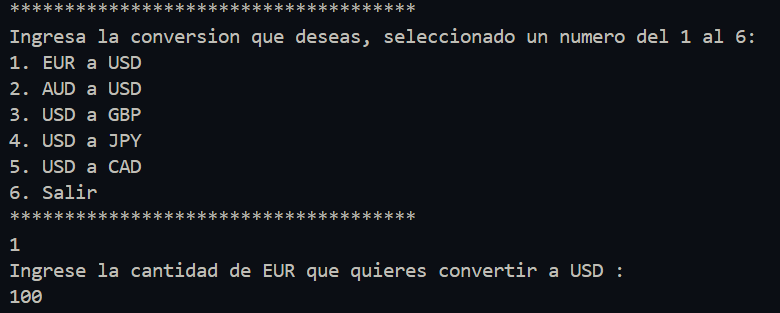 *************************************
Ingresa la conversion que deseas, seleccionado un numero del 1 al 6:
1. EUR a USD
2. AUD a USD
3. USD a GBP
4. USD a JPY
5. USD a CAD
6. Salir
*************************************
1
Ingrese la cantidad de EUR que quieres convertir a USD :
100